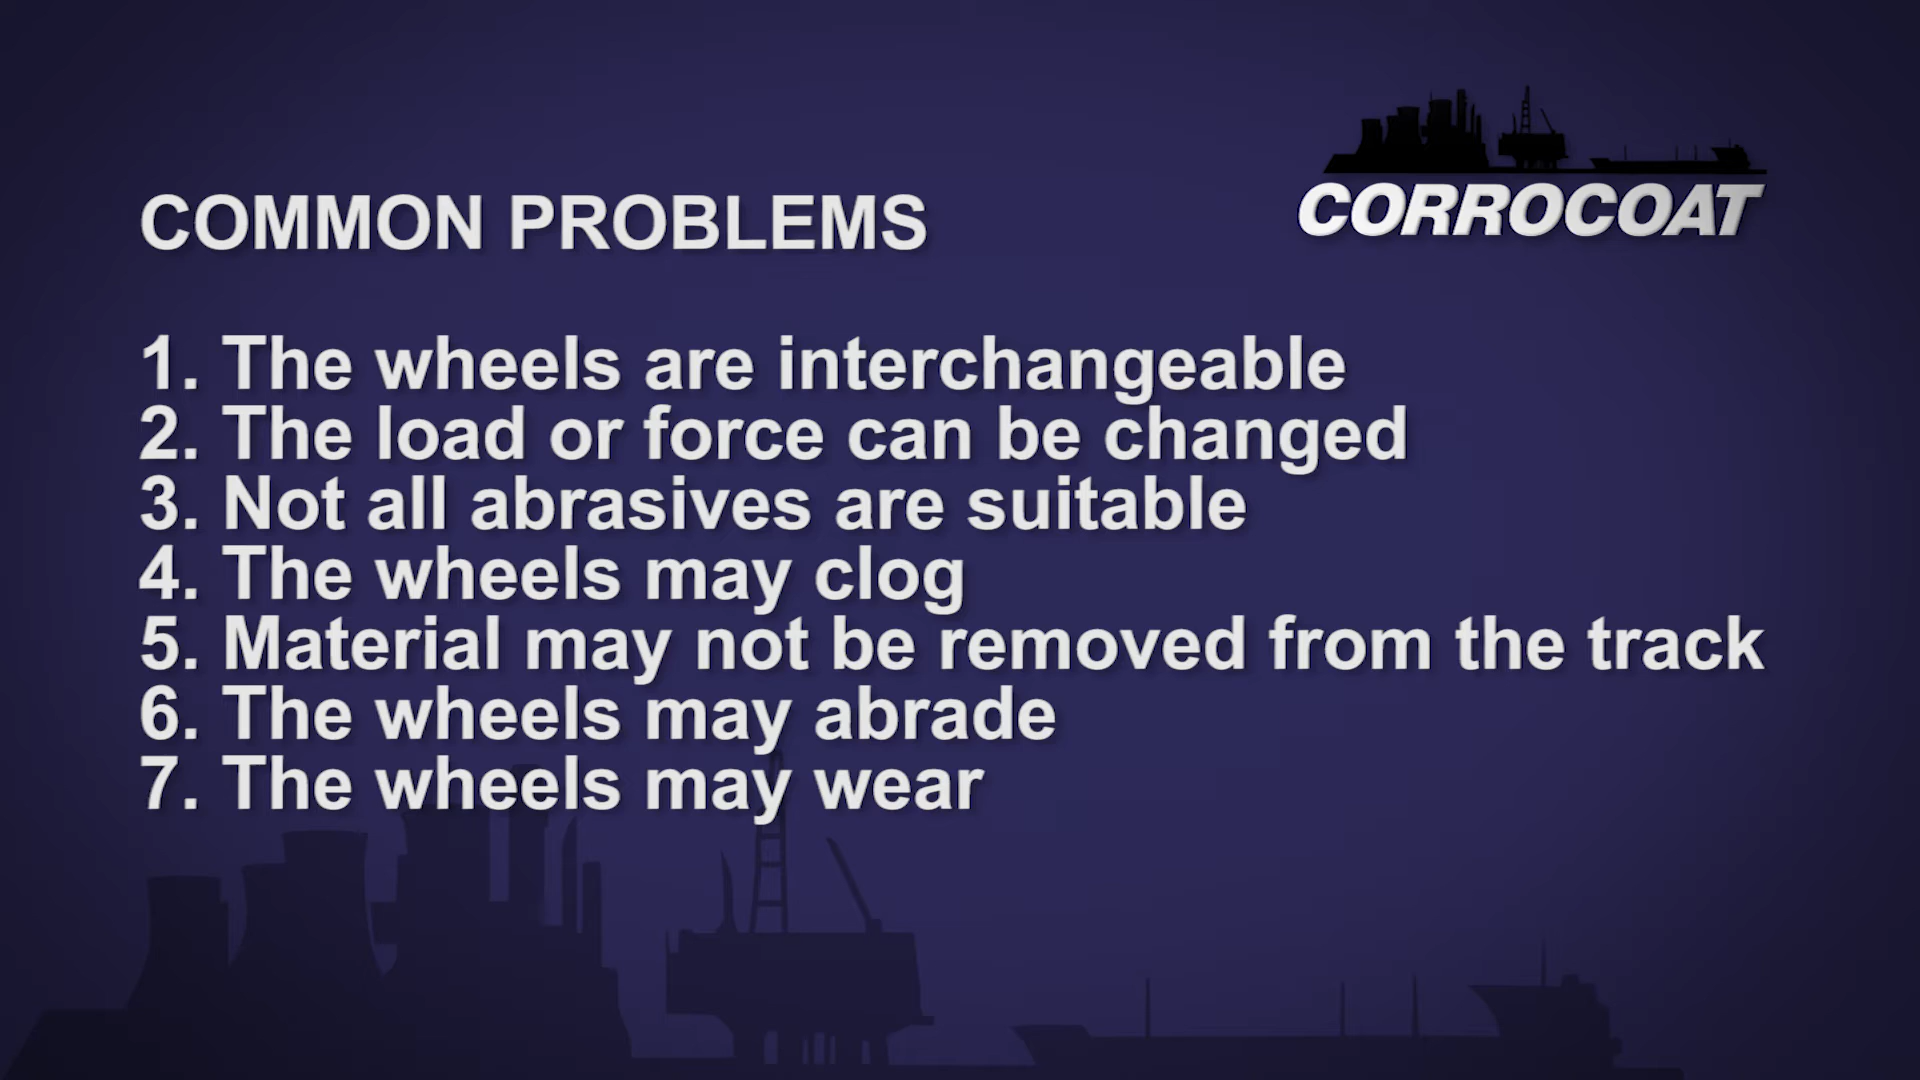 CORROCOAT
COMMON PROBLEMS
1. The wheels are interchangeable
2. The load or force can be changed
3. Not all abrasives are suitable
4. The wheels may clog
5. Material may not be removed from the track
6. The wheels may abrade
7. The wheels may wear